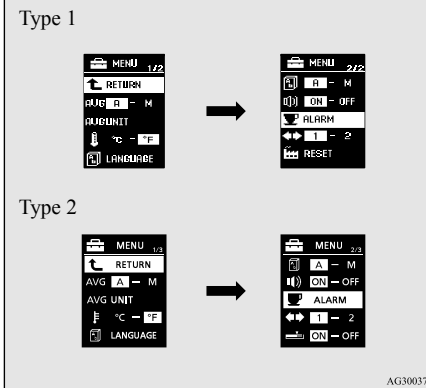 Type 1
MENU 1/2
RETURN
AVG A - M
AVG UNIT
°C - °F
LANGUAGE
MENU 2/2
A - M
ON - OFF
ALARM
1 - 2
RESET
Type 2
MENU 1/3
RETURN
AVG A - M
AVG UNIT
°C - °F
LANGUAGE
MENU 2/3
A - M
ON - OFF
ALARM
1 - 2
ON - OFF
AG30037